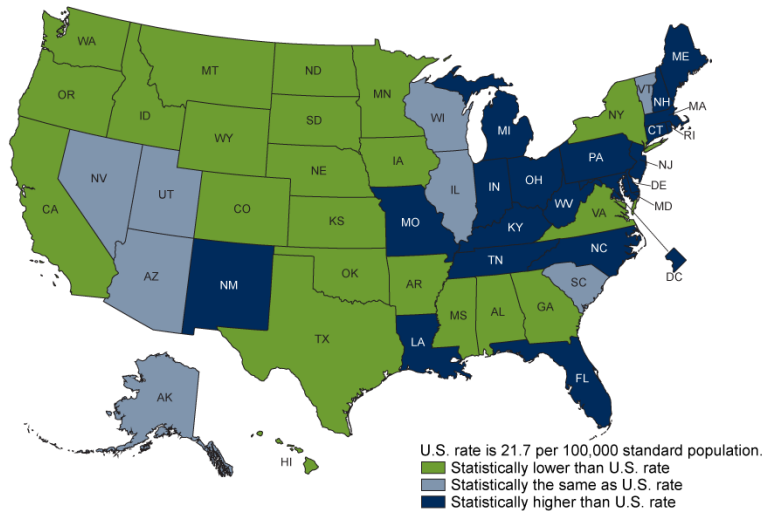 WA
MT
ND
MN
ME
VT
NH
OR
ID
SD
WI
NY
MA
WY
MI
CT
RI
IA
PA
NJ
NE
NV
UT
IL
IN
OH
DE
CA
CO
WV
MD
KS
MO
KY
VA
NC
TN
AZ
NM
OK
AR
SC
DC
MS
AL
GA
TX
LA
FL
AK
HI
U.S. rate is 21.7 per 100,000 standard population.
Statistically lower than U.S. rate
Statistically the same as U.S. rate
Statistically higher than U.S. rate